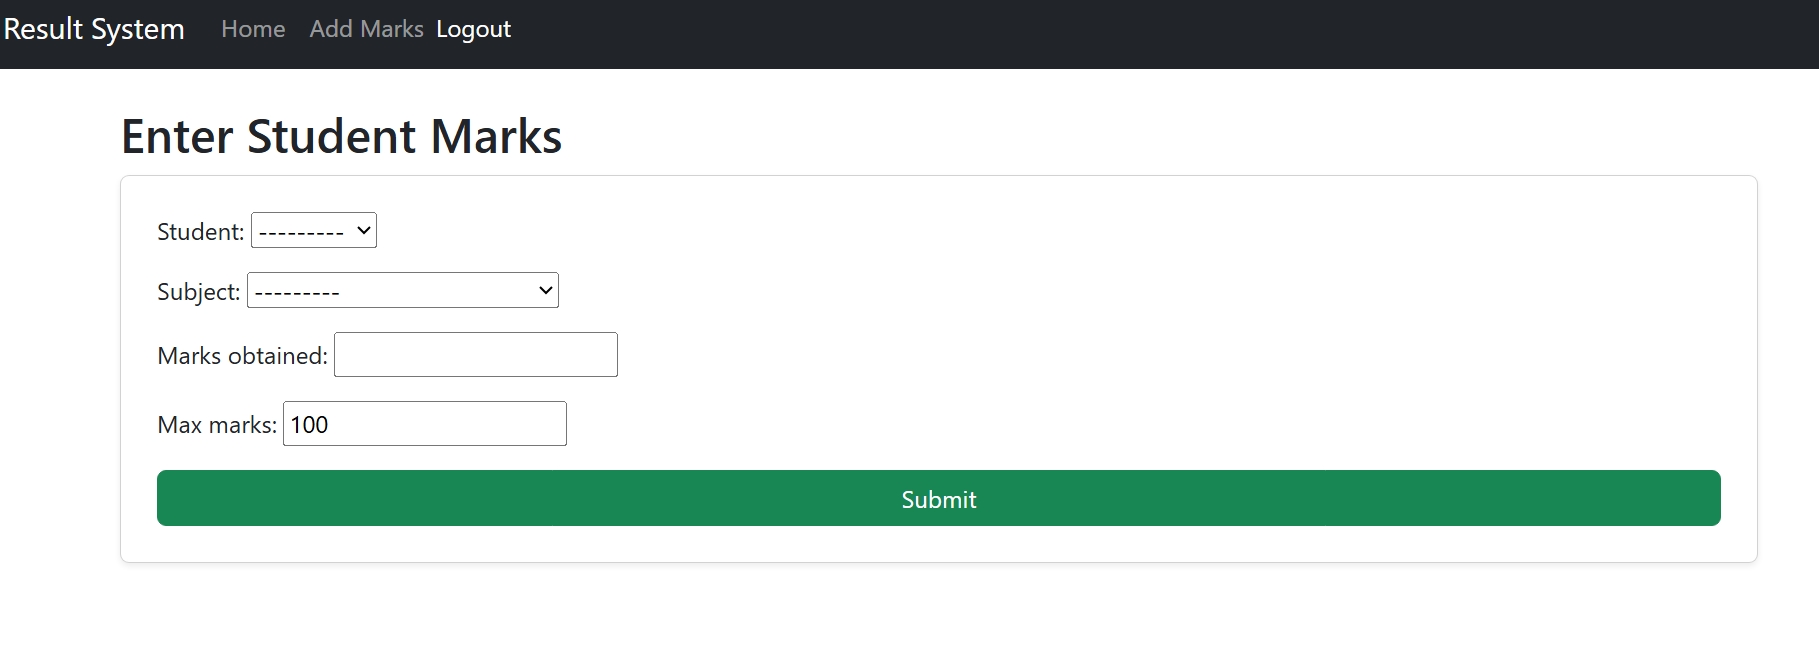 Result System Home Add Marks Logout
Enter Student Marks
Student: ---------
Subject: ---------
Marks obtained:
Max marks: 100
Submit